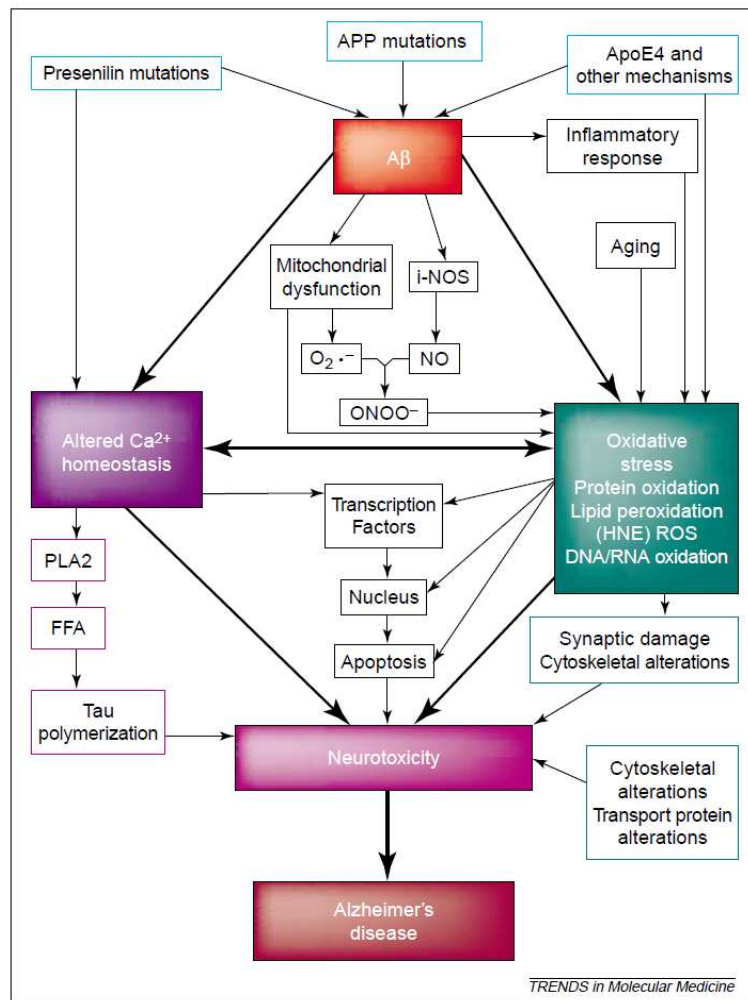 APP mutations
Presenilin mutations
ApoE4 and
other mechanisms
Aβ
Inflammatory
response
Aging
Mitochondrial
dysfunction
i-NOS
O₂•⁻
NO
ONOO⁻
Altered Ca²⁺
homeostasis
Oxidative
stress
Protein oxidation
Lipid peroxidation
(HNE) ROS
DNA/RNA oxidation
Transcription
Factors
PLA2
Nucleus
FFA
Apoptosis
Synaptic damage
Cytoskeletal alterations
Tau
polymerization
Neurotoxicity
Cytoskeletal
alterations
Transport protein
alterations
Alzheimer's
disease
TRENDS in Molecular Medicine